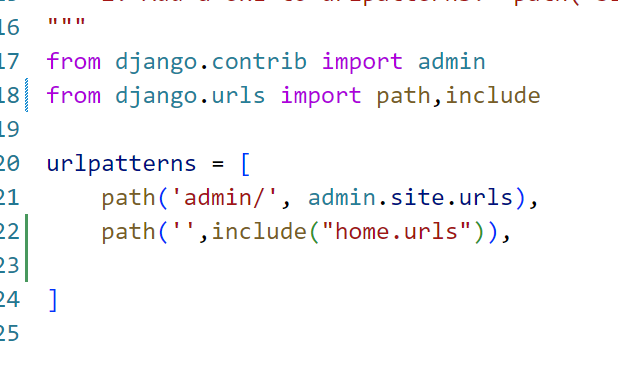 16 """
17 from django.contrib import admin
18 from django.urls import path,include
19
20 urlpatterns = [
21     path('admin/', admin.site.urls),
22     path('',include("home.urls")),
23
24 ]
25